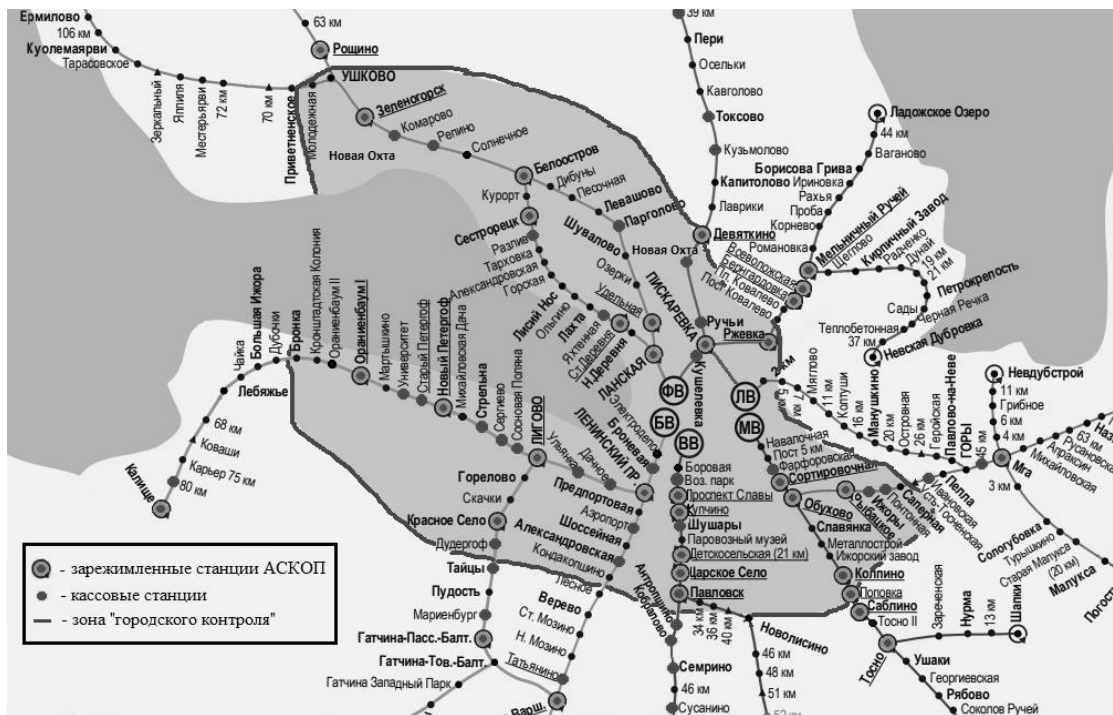 39 км
Ермилово
106 км
Куолемаярви
Тарасовское
Зеркальный
Яппиля
Местерьярви
72 км
70 км
Приветненское
Молодежная
УШКОВО
63 км
Рощино
Зеленогорск
Комарово
Репино
Солнечное
Новая Охта
Белоостров
Дибуны
Песочная
Левашово
Парголово
Шувалово
Озерки
Удельная
ЛАНСКАЯ
Курорт
Сестрорецк
Разлив
Тарховка
Александровская
Горская
Лисий Нос
Ольгино
Лахта
Яхтенная
Ст.Деревня
Н.Деревня
Пери
Осельки
Кавголово
Токсово
Кузьмолово
Капитолово
Лаврики
Девяткино
Новая Охта
Ручьи
ПИСКАРЕВКА
Кушелевка
Ладожское Озеро
44 км
Ваганово
Борисова Грива
Ириновка
Рахья
Проба
Корнево
Романовка
Мельничный Ручей
Щеглово
Кирпичный Завод
Радченко
Дунай
19 км
21 км
Петрокрепость
Черная Речка
Сады
Теплобетонная
37 км
Невская Дубровка
Всеволожская
Бернгардовка
Пл. Ковалево
Пост Ковалево
Ржевка
ФВ
БВ
ВВ
ЛВ
МВ
2 км
5 км
7 км
Мяглово
11 км
Колтуши
16 км
Манушкино
20 км
Островная
26 км
Геройская
Павлово-на-Неве
ГОРЫ
45 км
Невдубстрой
11 км
Грибное
6 км
4 км
Мга
63 км
Русановская
Апраксин
Михайловская
3 км
Сологубовка
Турышкино
Старая Малукса
(20 км)
Малукса
Навалочная
Пост 5 км
Фарфоровская
Сортировочная
Обухово
Рыбацкое
Ижоры
Понтонная
Саперная
Усть-Тосненская
Ивановская
Пелла
Славянка
Металлострой
Ижорский завод
Колпино
Поповка
Саблино
Тосно II
Тосно
Зареченская
Нурма
13 км
Шапки
Ушаки
Георгиевская
Рябово
Соколов Ручей
Лебяжье
Чайка
Большая Ижора
Дубочки
Бронка
Кронштадтская Колония
Ораниенбаум II
Ораниенбаум I
Мартышкино
Университет
Старый Петергоф
Новый Петергоф
Михайловская Дача
Стрельна
Сергиево
Сосновая Поляна
ЛИГОВО
Ульянка
Дачное
ЛЕНИНСКИЙ ПР.
Броневая
Электродепо
68 км
Коваши
Карьер 75 км
80 км
Калище
Горелово
Скачки
Красное Село
Дудергоф
Тайцы
Пудость
Мариенбург
Гатчина-Пасс.-Балт.
Гатчина-Тов.-Балт.
Гатчина Западный Парк
Предпортовая
Аэропорт
Шоссейная
Александровская
Кондакопшино
Лесное
Верево
Ст. Мозино
Н. Мозино
Татьянино
Варш.
Боровая
Воз. парк
Проспект Славы
Купчино
Шушары
Паровозный музей
Детскосельская (21 км)
Царское Село
Павловск
Антропшино
Кобралово
Семрино
46 км
Сусанино
34 км
36 км
40 км
Новолисино
46 км
48 км
51 км
52 км
- зарежимленные станции АСКОП
- кассовые станции
- зона "городского контроля"